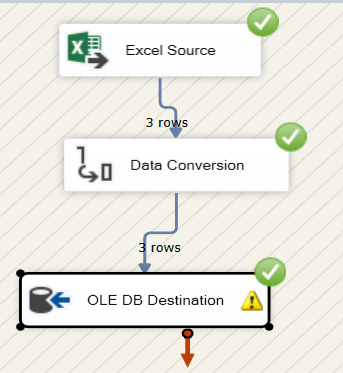 Excel Source
3 rows
Data Conversion
3 rows
OLE DB Destination